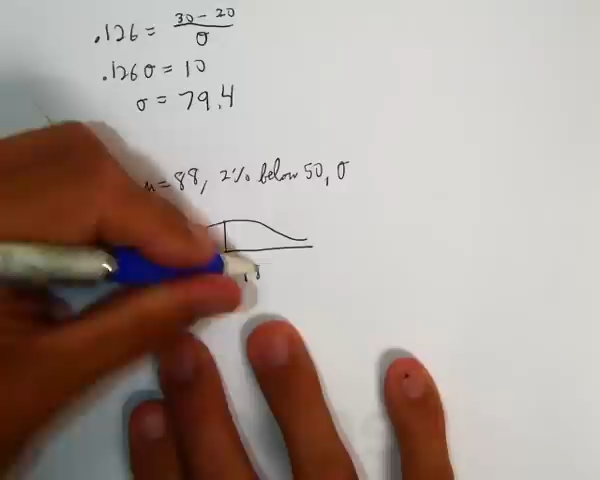 .126 = 30 - 20 / σ
.126σ = 10
σ = 79.4
= 88, 2% below 50, σ